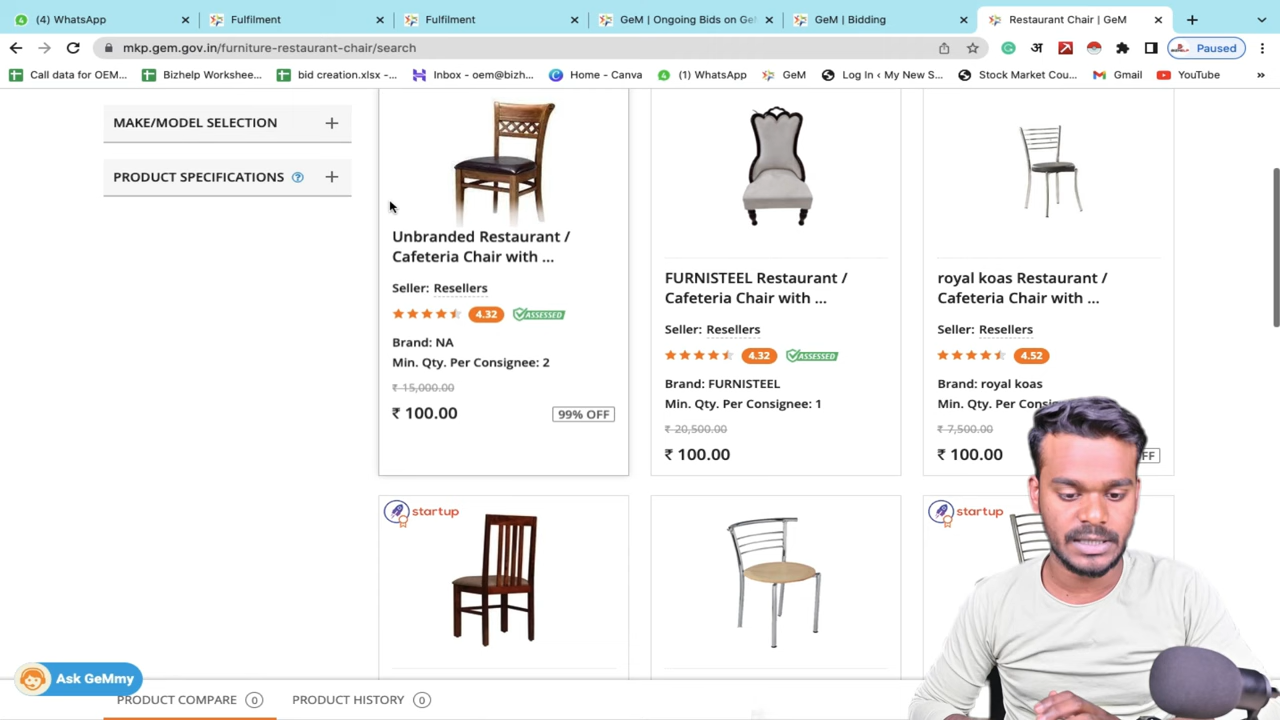 (4) WhatsApp
Fulfilment
Fulfilment
GeM | Ongoing Bids on Ge
GeM | Bidding
Restaurant Chair | GeM
mkp.gem.gov.in/furniture-restaurant-chair/search
अ
Paused
Call data for OEM...
Bizhelp Workshee...
bid creation.xlsx -...
Inbox - oem@bizh...
Home - Canva
(1) WhatsApp
GeM
Log In ‹ My New S...
Stock Market Cou...
Gmail
YouTube
»
MAKE/MODEL SELECTION +
PRODUCT SPECIFICATIONS ? +
Unbranded Restaurant /
Cafeteria Chair with ...
Seller: Resellers
4.32 ASSESSED
Brand: NA
Min. Qty. Per Consignee: 2
₹ 15,000.00
₹ 100.00 99% OFF
FURNISTEEL Restaurant /
Cafeteria Chair with ...
Seller: Resellers
4.32 ASSESSED
Brand: FURNISTEEL
Min. Qty. Per Consignee: 1
₹ 20,500.00
₹ 100.00
royal koas Restaurant /
Cafeteria Chair with ...
Seller: Resellers
4.52
Brand: royal koas
Min. Qty. Per
₹ 7,500.00
₹ 100.00
startup
startup
Ask GeMmy
PRODUCT COMPARE 0
PRODUCT HISTORY 0